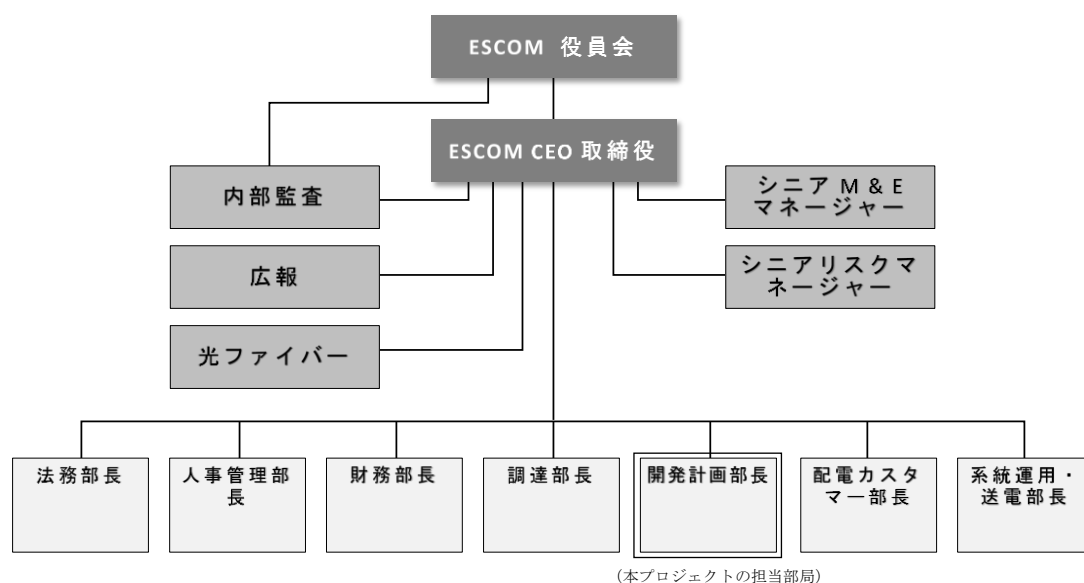 ESCOM 役員会
ESCOM CEO 取締役
内部監査
シニア M & E
マネージャー
広報
シニアリスクマ
ネージャー
光ファイバー
法務部長
人事管理部
長
財務部長
調達部長
開発計画部長
配電カスタ
マー部長
系統運用・
送電部長
(本プロジェクトの担当部局)